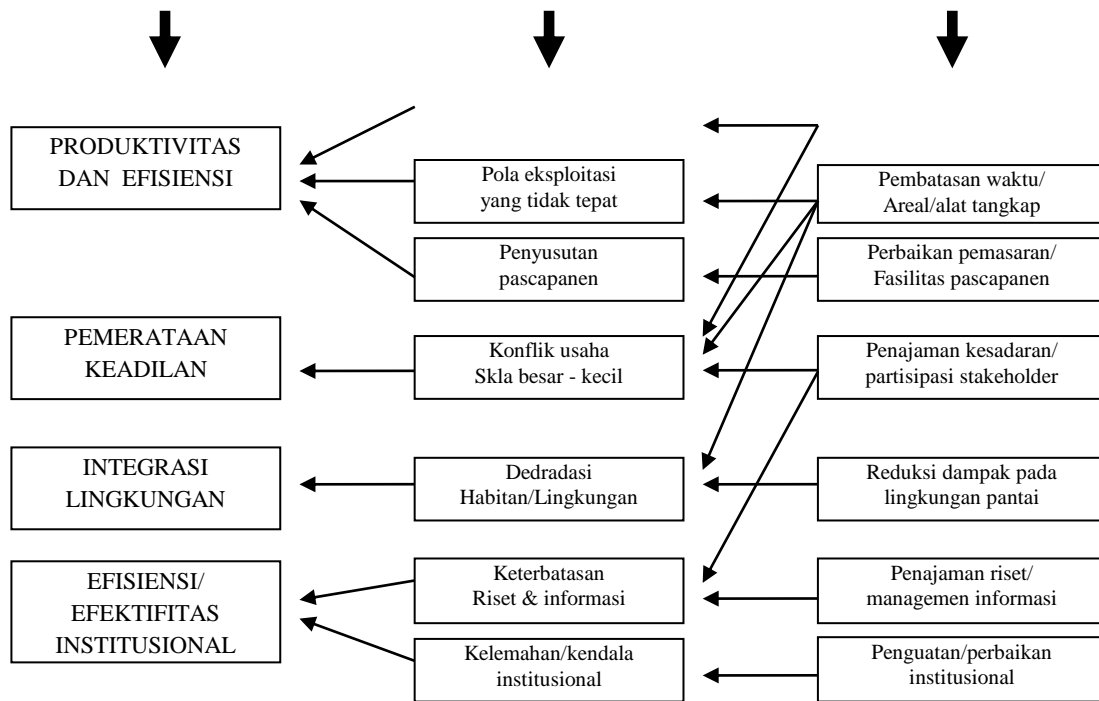 PRODUKTIVITAS
DAN EFISIENSI
Pola eksploitasi
yang tidak tepat
Pembatasan waktu/
Areal/alat tangkap
Penyusutan
pascapanen
Perbaikan pemasaran/
Fasilitas pascapanen
PEMERATAAN
KEADILAN
Konflik usaha
Skla besar - kecil
Penajaman kesadaran/
partisipasi stakeholder
INTEGRASI
LINGKUNGAN
Dedradasi
Habitan/Lingkungan
Reduksi dampak pada
lingkungan pantai
EFISIENSI/
EFEKTIFITAS
INSTITUSIONAL
Keterbatasan
Riset & informasi
Penajaman riset/
managemen informasi
Kelemahan/kendala
institusional
Penguatan/perbaikan
institusional